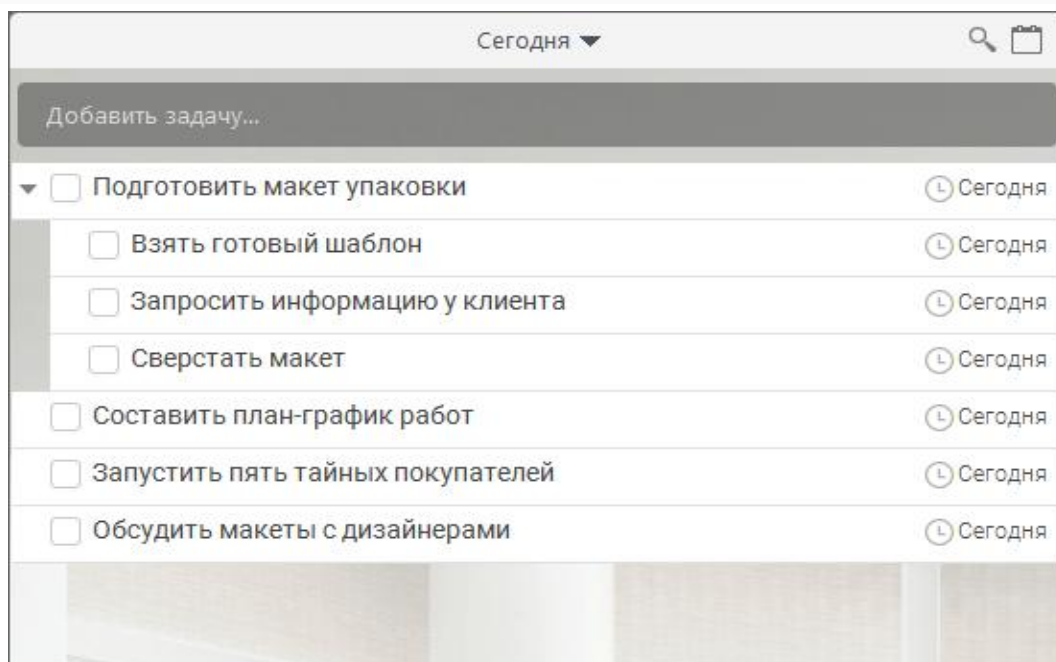 Сегодня
Добавить задачу...
Подготовить макет упаковки Сегодня
Взять готовый шаблон Сегодня
Запросить информацию у клиента Сегодня
Сверстать макет Сегодня
Составить план-график работ Сегодня
Запустить пять тайных покупателей Сегодня
Обсудить макеты с дизайнерами Сегодня